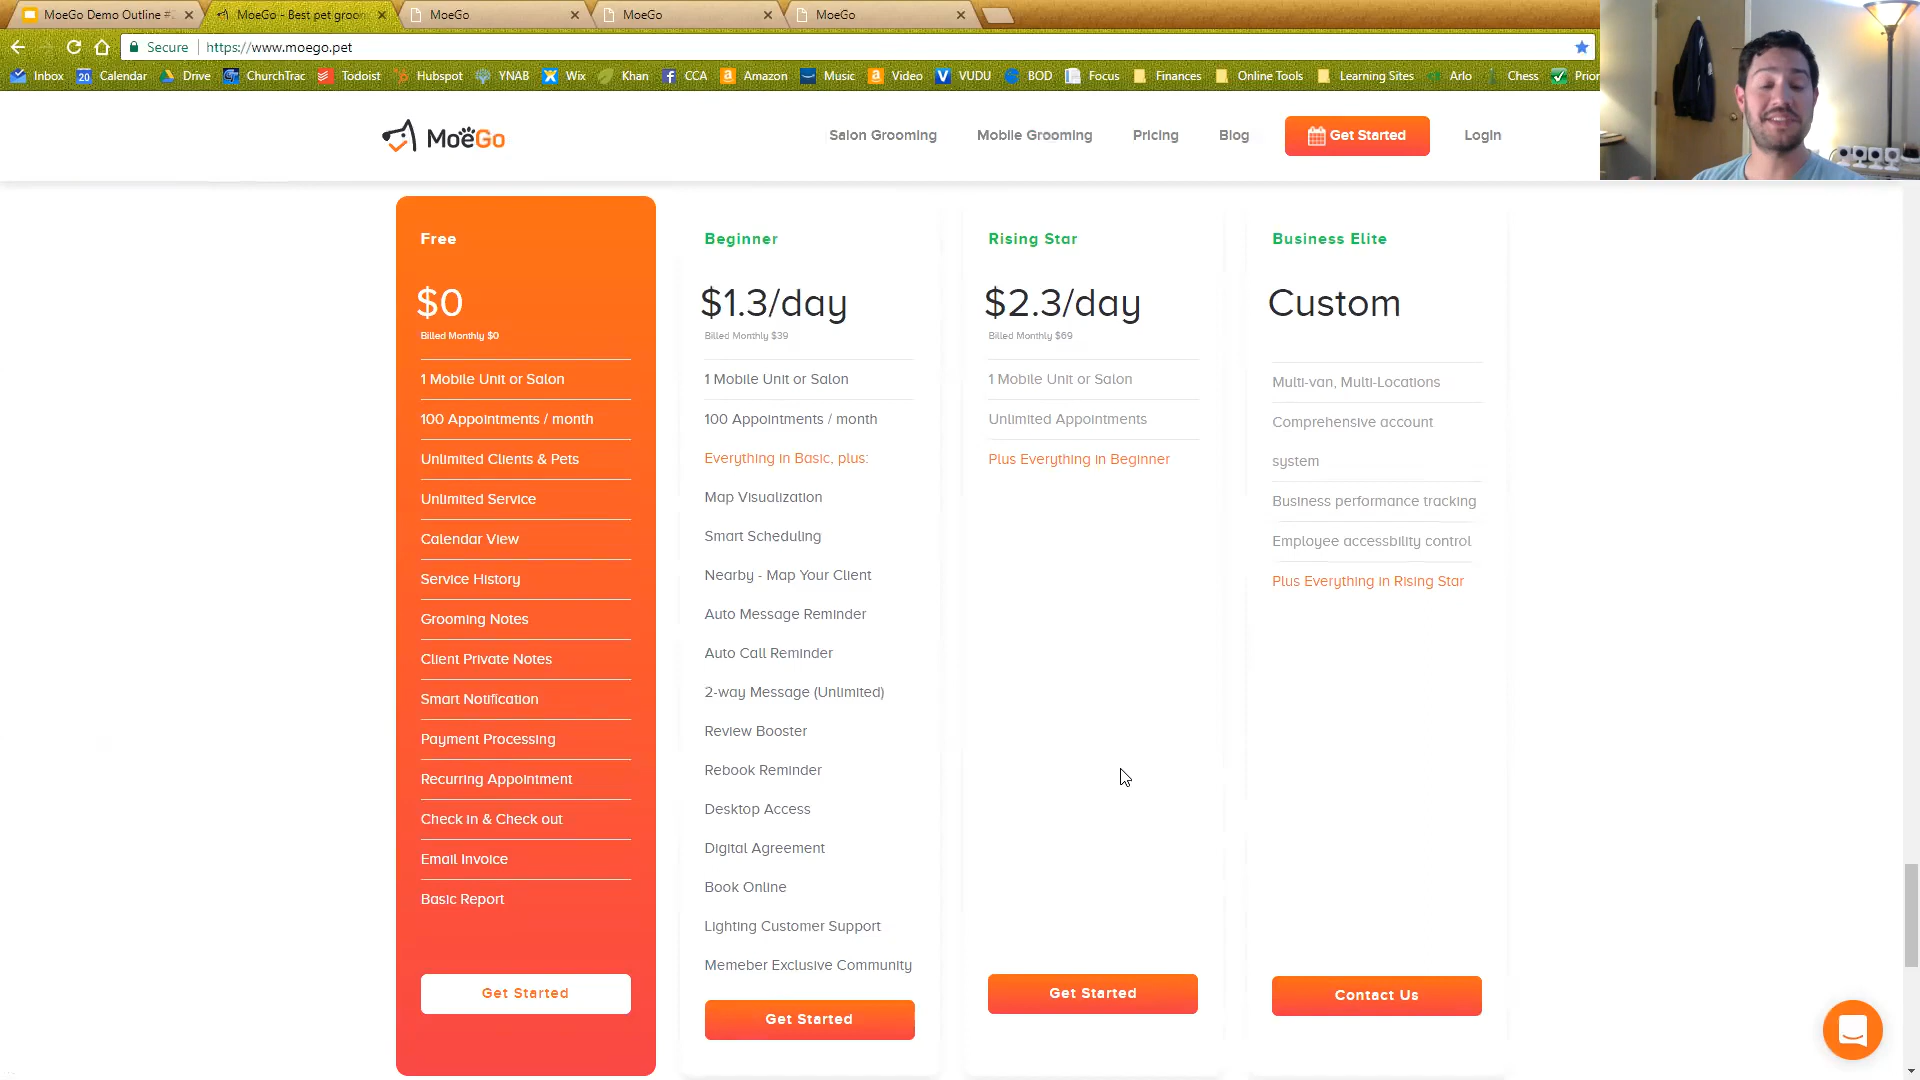 MoeGo Demo Outline #
MoeGo - Best pet groon
MoeGo
MoeGo
MoeGo
Secure
https://www.moego.pet
Inbox
20
Calendar
Drive
ChurchTrac
Todoist
Hubspot
YNAB
Wix
Khan
CCA
Amazon
Music
Video
VUDU
BOD
Focus
Finances
Online Tools
Learning Sites
Arlo
Chess
Prior
MoeGo
Salon Grooming
Mobile Grooming
Pricing
Blog
Get Started
Login
Free
$0
Billed Monthly $0
1 Mobile Unit or Salon
100 Appointments / month
Unlimited Clients & Pets
Unlimited Service
Calendar View
Service History
Grooming Notes
Client Private Notes
Smart Notification
Payment Processing
Recurring Appointment
Check in & Check out
Email Invoice
Basic Report
Get Started
Beginner
$1.3/day
Billed Monthly $39
1 Mobile Unit or Salon
100 Appointments / month
Everything in Basic, plus:
Map Visualization
Smart Scheduling
Nearby - Map Your Client
Auto Message Reminder
Auto Call Reminder
2-way Message (Unlimited)
Review Booster
Rebook Reminder
Desktop Access
Digital Agreement
Book Online
Lighting Customer Support
Memeber Exclusive Community
Get Started
Rising Star
$2.3/day
Billed Monthly $69
1 Mobile Unit or Salon
Unlimited Appointments
Plus Everything in Beginner
Get Started
Business Elite
Custom
Multi-van, Multi-Locations
Comprehensive account
system
Business performance tracking
Employee accessbility control
Plus Everything in Rising Star
Contact Us